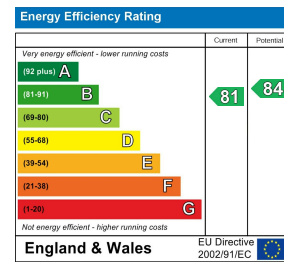 Energy Efficiency Rating
Current Potential
Very energy efficient - lower running costs
(92 plus) A
(81-91) B
(69-80) C
(55-68) D
(39-54) E
(21-38) F
(1-20) G
81
84
Not energy efficient - higher running costs
England & Wales
EU Directive
2002/91/EC